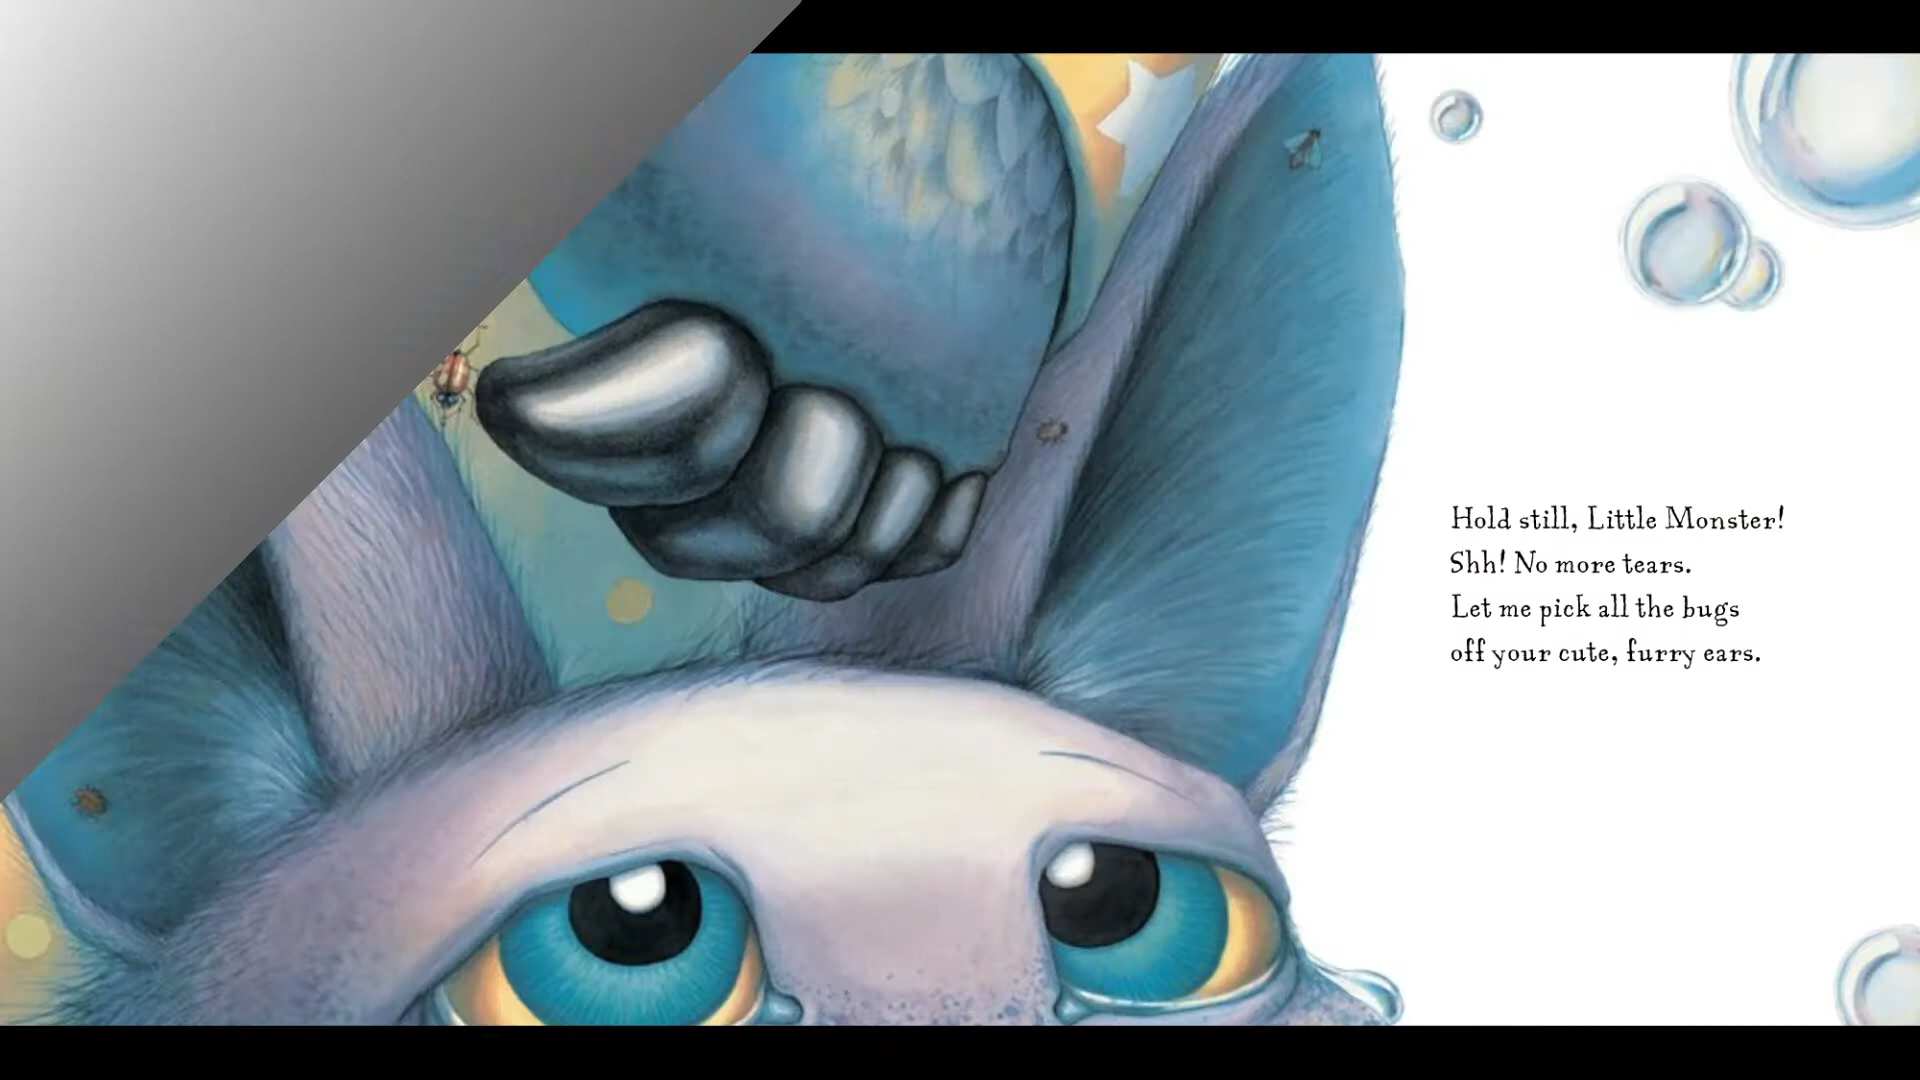 Hold still, Little Monster!
Shh! No more tears.
Let me pick all the bugs
off your cute, furry ears.